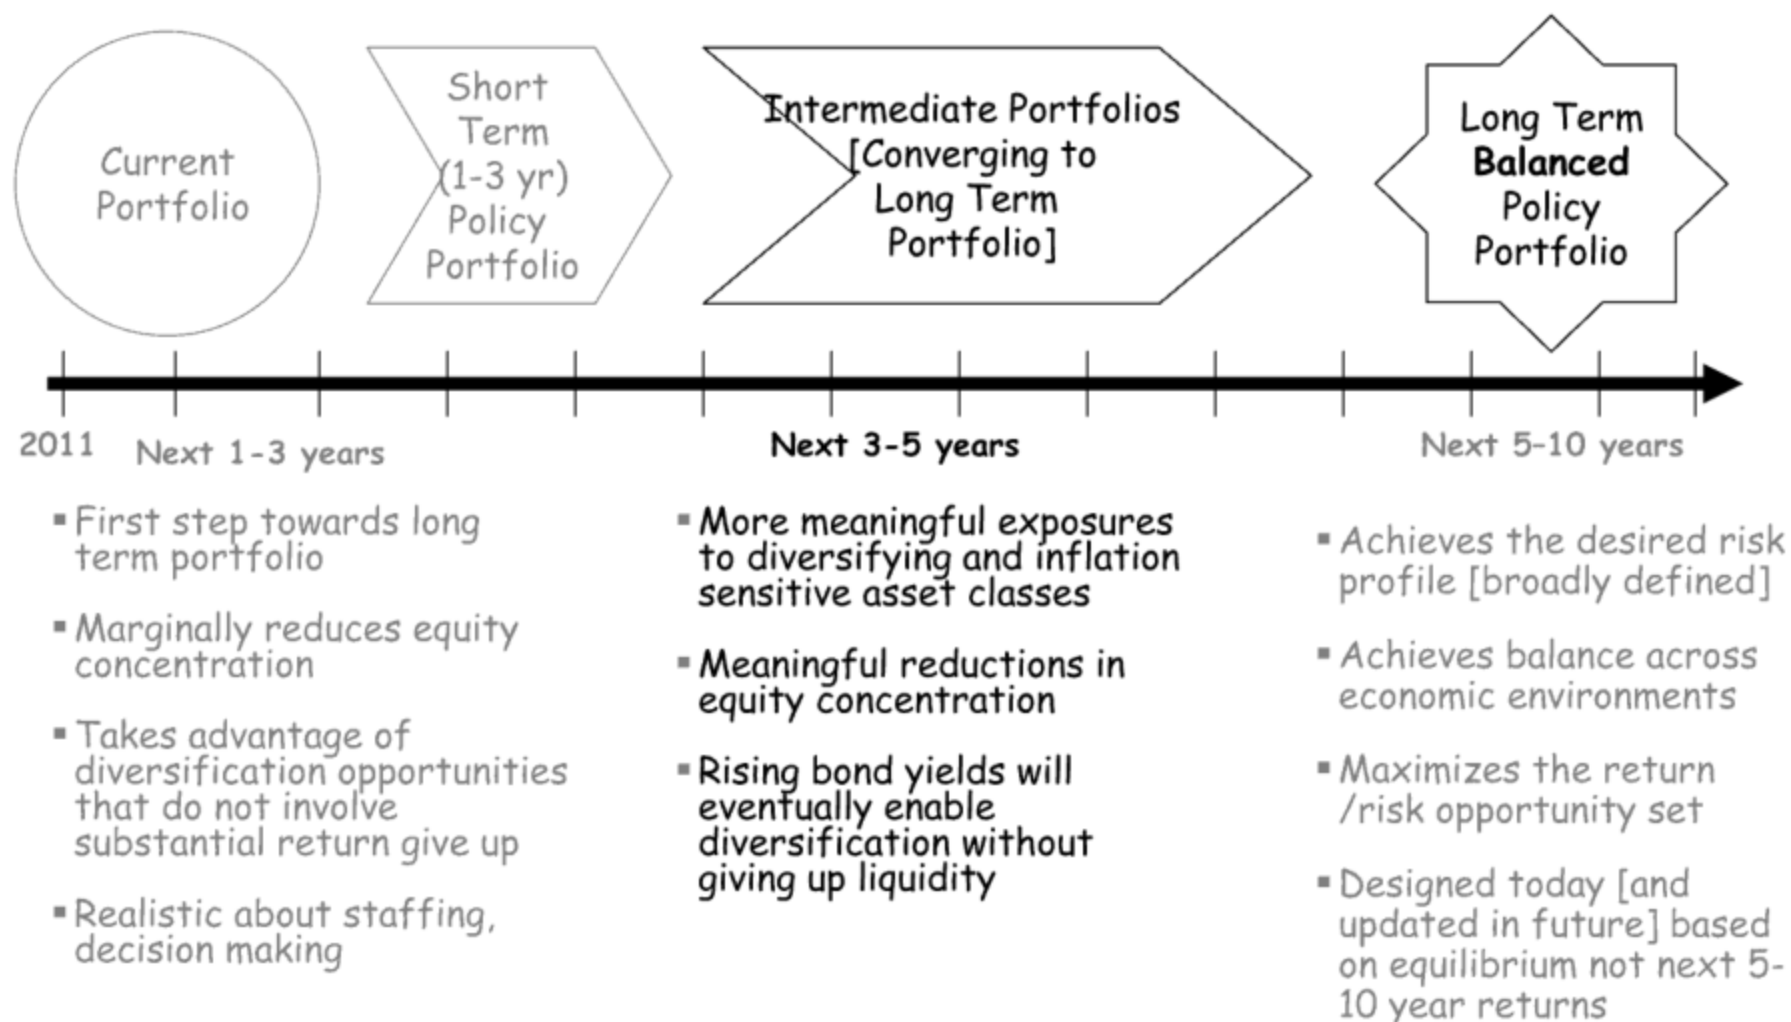 Current
Portfolio
Short
Term
(1-3 yr)
Policy
Portfolio
Intermediate Portfolios
[Converging to
Long Term
Portfolio]
Long Term
Balanced
Policy
Portfolio
2011
Next 1-3 years
Next 3-5 years
Next 5-10 years
▪ First step towards long
term portfolio
▪ Marginally reduces equity
concentration
▪ Takes advantage of
diversification opportunities
that do not involve
substantial return give up
▪ Realistic about staffing,
decision making
▪ More meaningful exposures
to diversifying and inflation
sensitive asset classes
▪ Meaningful reductions in
equity concentration
▪ Rising bond yields will
eventually enable
diversification without
giving up liquidity
▪ Achieves the desired risk
profile [broadly defined]
▪ Achieves balance across
economic environments
▪ Maximizes the return
/risk opportunity set
▪ Designed today [and
updated in future] based
on equilibrium not next 5-
10 year returns